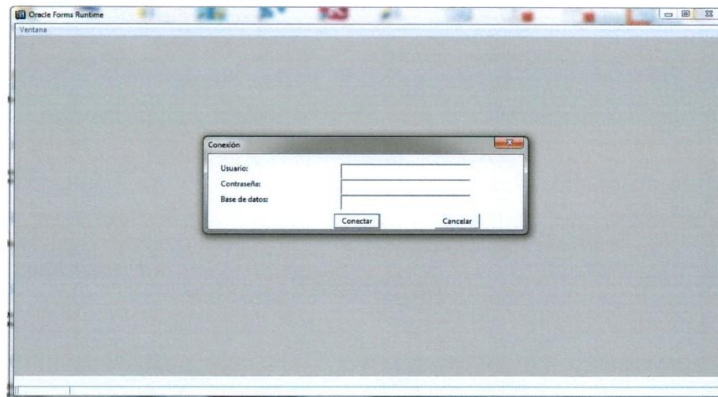 Oracle Forms Runtime
Ventana
Conexión
Usuario:
Contraseña:
Base de datos:
Conectar
Cancelar